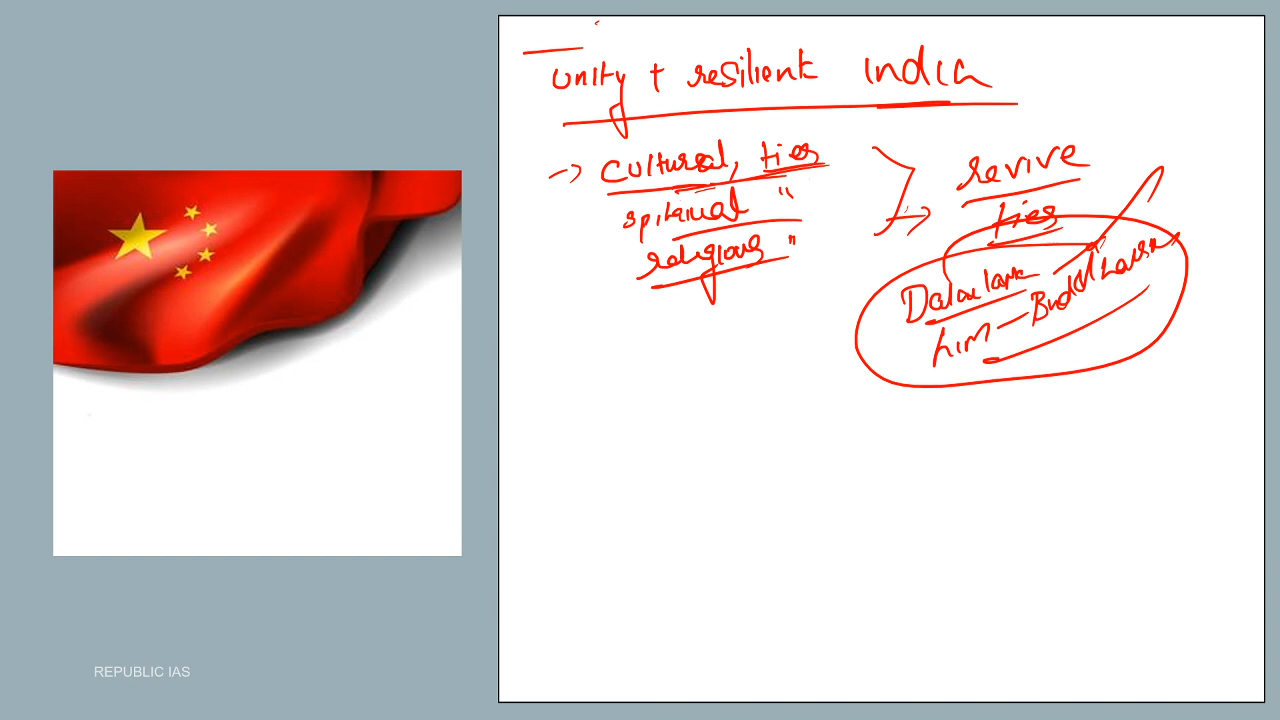 unity + resilient India
→ Cultural, ties
spiritual "
religious "
revive
ties
Dalai lama
him — Buddhism
REPUBLIC IAS